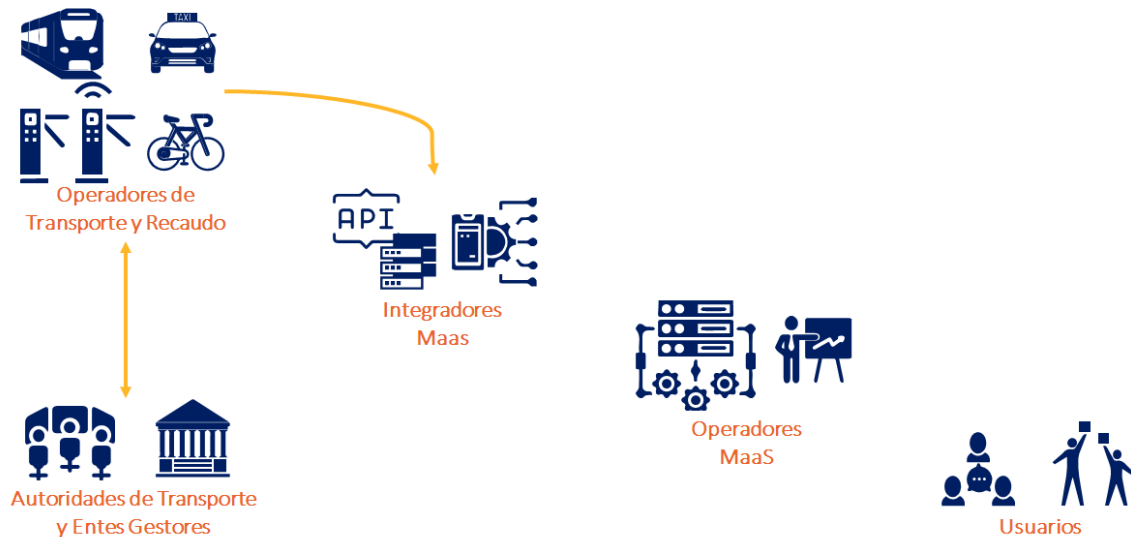 TAXI
Operadores de
Transporte y Recaudo
API
Integradores
Maas
Operadores
MaaS
Autoridades de Transporte
y Entes Gestores
Usuarios